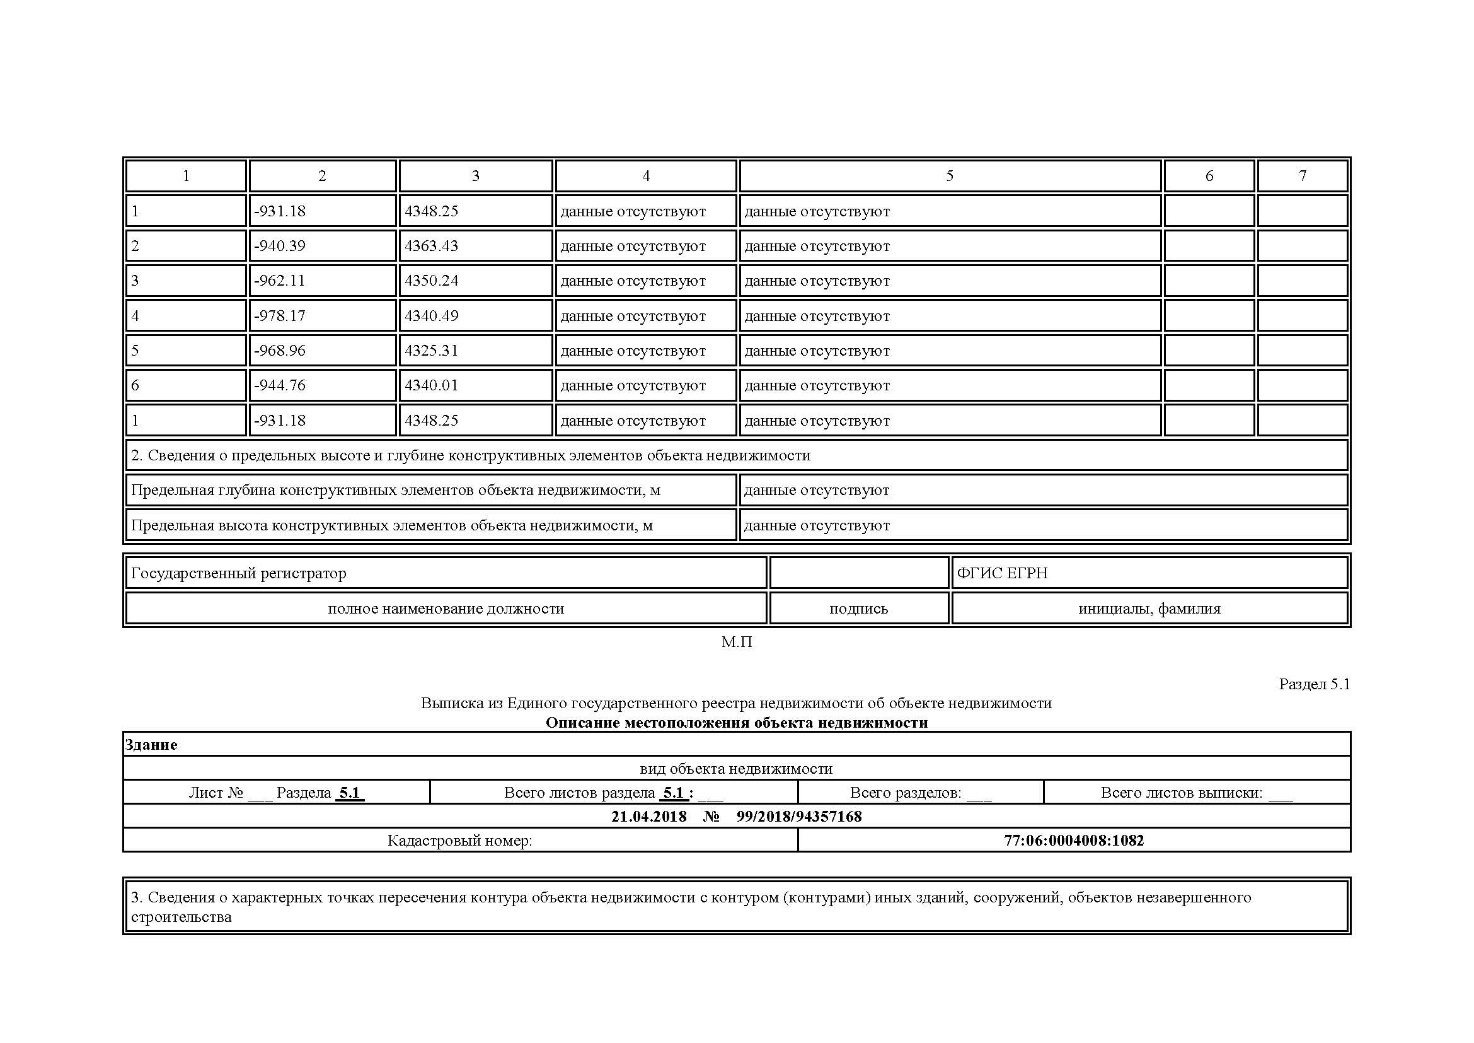 1 2 3 4 5 6 7
1 -931.18 4348.25 данные отсутствуют данные отсутствуют
2 -940.39 4363.43 данные отсутствуют данные отсутствуют
3 -962.11 4350.24 данные отсутствуют данные отсутствуют
4 -978.17 4340.49 данные отсутствуют данные отсутствуют
5 -968.96 4325.31 данные отсутствуют данные отсутствуют
6 -944.76 4340.01 данные отсутствуют данные отсутствуют
1 -931.18 4348.25 данные отсутствуют данные отсутствуют
2. Сведения о предельных высоте и глубине конструктивных элементов объекта недвижимости
Предельная глубина конструктивных элементов объекта недвижимости, м данные отсутствуют
Предельная высота конструктивных элементов объекта недвижимости, м данные отсутствуют
Государственный регистратор ФГИС ЕГРН
полное наименование должности подпись инициалы, фамилия
М.П
Раздел 5.1
Выписка из Единого государственного реестра недвижимости об объекте недвижимости
Описание местоположения объекта недвижимости
Здание
вид объекта недвижимости
Лист № ___ Раздела 5.1 Всего листов раздела 5.1 : ___ Всего разделов: ___ Всего листов выписки: ___
21.04.2018 № 99/2018/94357168
Кадастровый номер: 77:06:0004008:1082
3. Сведения о характерных точках пересечения контура объекта недвижимости с контуром (контурами) иных зданий, сооружений, объектов незавершенного
строительства